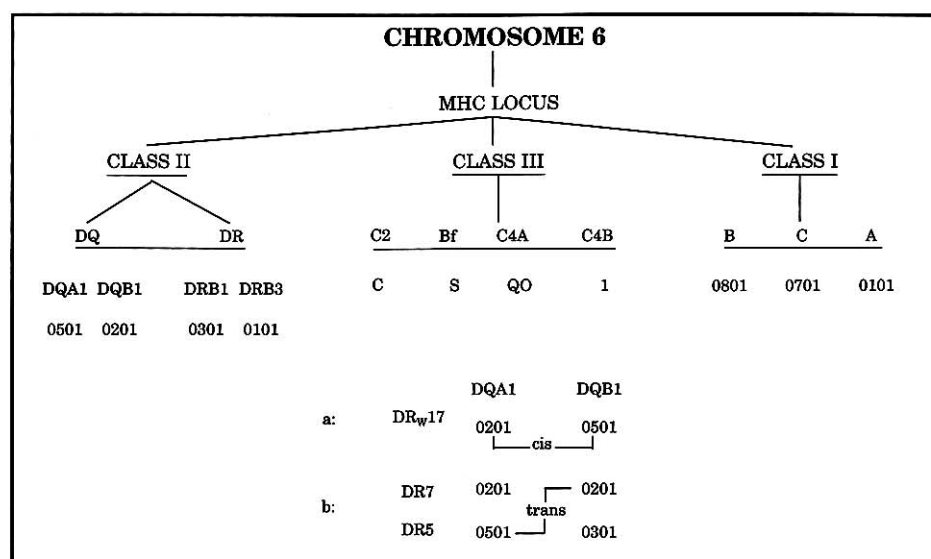 CHROMOSOME 6
MHC LOCUS
CLASS II CLASS III CLASS I
DQ DR C2 Bf C4A C4B B C A
DQA1 DQB1 DRB1 DRB3 C S QO 1 0801 0701 0101
0501 0201 0301 0101
DQA1 DQB1
a: DRw17 0201 0501
cis
DR7 0201 0201
b: trans
DR5 0501 0301